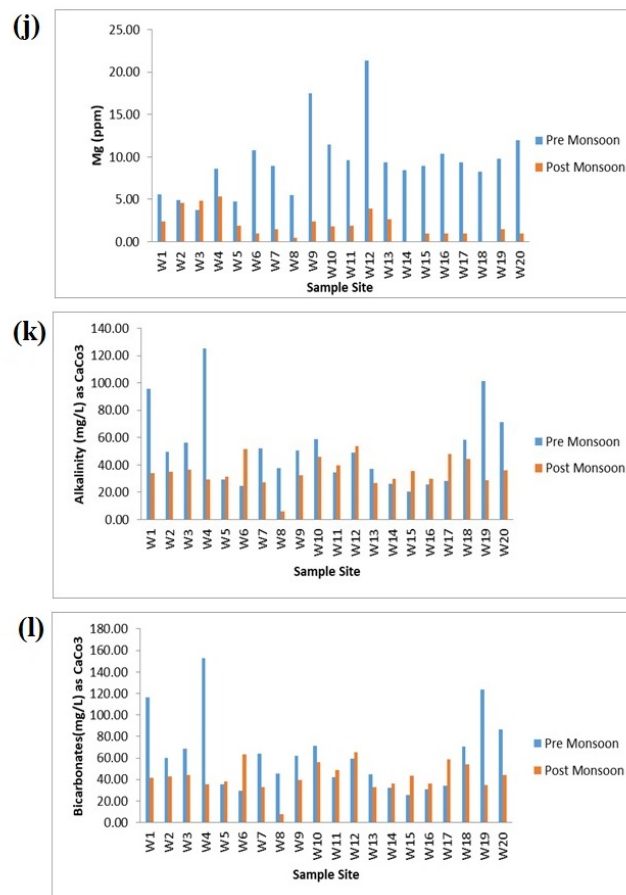 (j)
Mg (ppm)
25.00
20.00
15.00
10.00
5.00
0.00
W1
W2
W3
W4
W5
W6
W7
W8
W9
W10
W11
W12
W13
W14
W15
W16
W17
W18
W19
W20
Sample Site
Pre Monsoon
Post Monsoon
(k)
Alkalinity (mg/L) as CaCo3
140.00
120.00
100.00
80.00
60.00
40.00
20.00
0.00
W1
W2
W3
W4
W5
W6
W7
W8
W9
W10
W11
W12
W13
W14
W15
W16
W17
W18
W19
W20
Sample Site
Pre Monsoon
Post Monsoon
(l)
Bicarbonates(mg/L) as CaCo3
180.00
160.00
140.00
120.00
100.00
80.00
60.00
40.00
20.00
0.00
W1
W2
W3
W4
W5
W6
W7
W8
W9
W10
W11
W12
W13
W14
W15
W16
W17
W18
W19
W20
Sample Site
Pre Monsoon
Post Monsoon